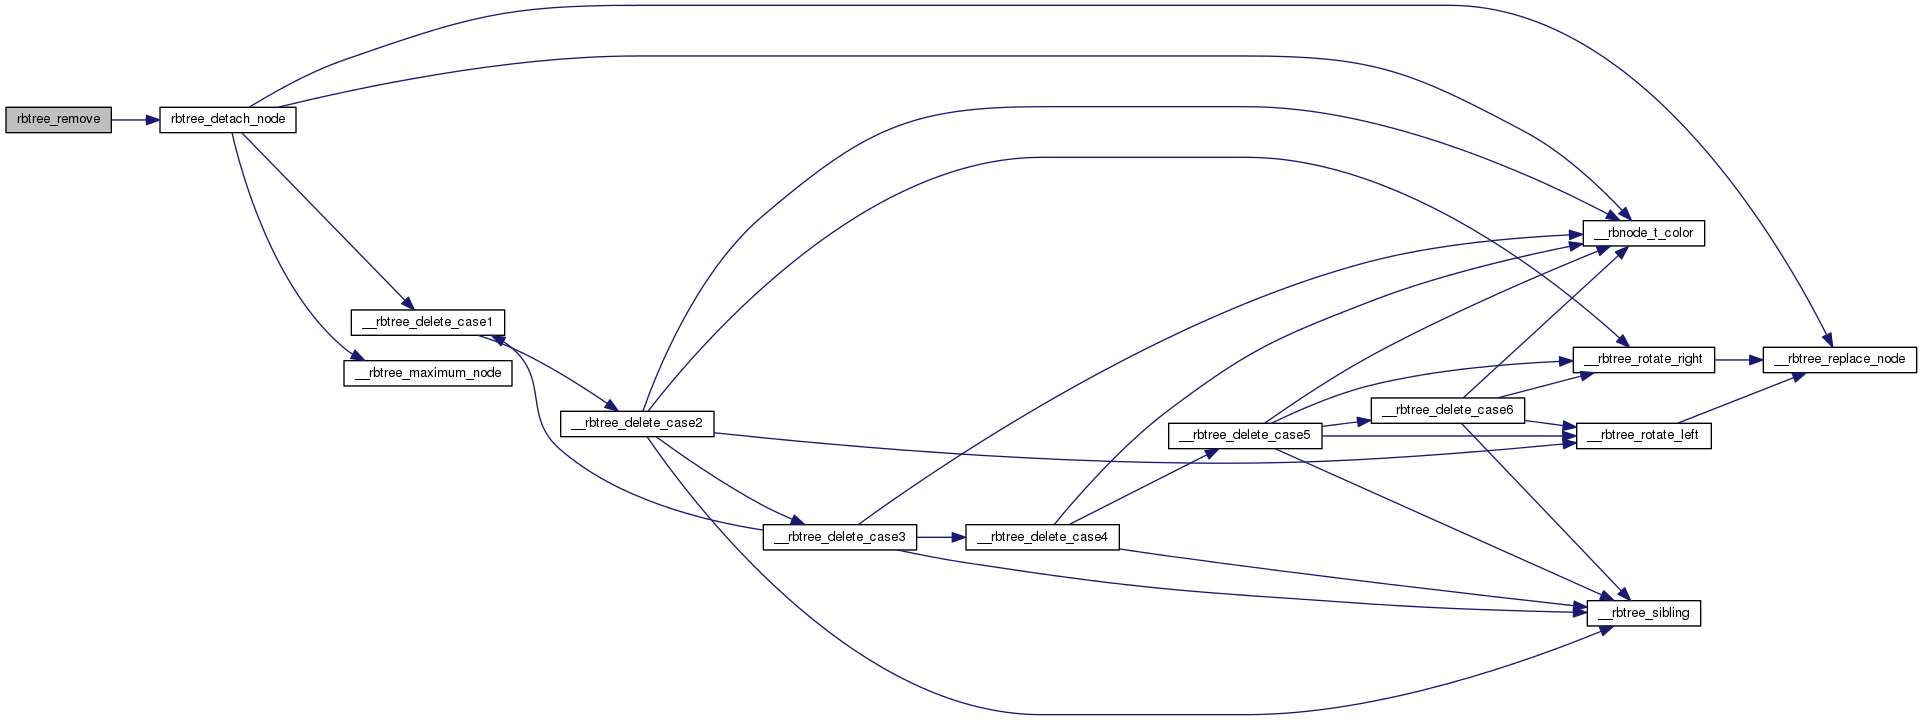 rbtree_remove
rbtree_detach_node
__rbnode_t_color
__rbtree_delete_case1
__rbtree_maximum_node
__rbtree_rotate_right
__rbtree_replace_node
__rbtree_delete_case2
__rbtree_delete_case6
__rbtree_delete_case5
__rbtree_rotate_left
__rbtree_delete_case3
__rbtree_delete_case4
__rbtree_sibling